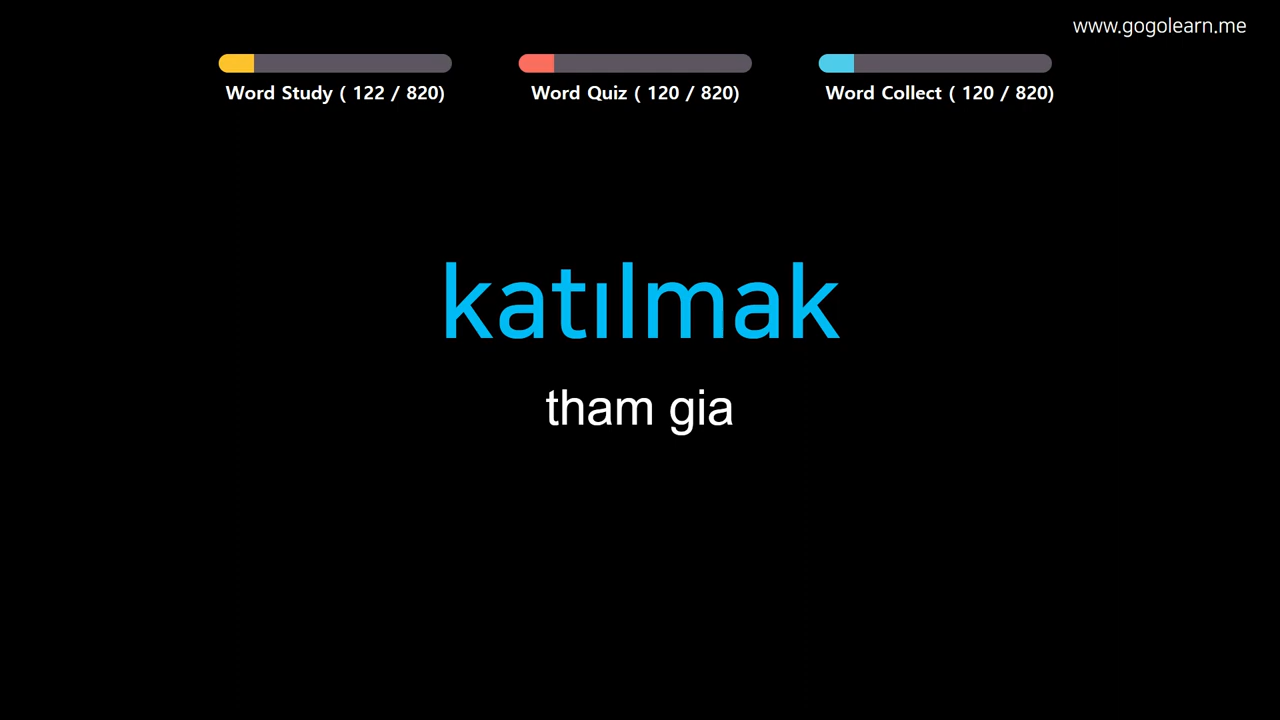 www.gogolearn.me
Word Study ( 122 / 820)
Word Quiz ( 120 / 820)
Word Collect ( 120 / 820)
katılmak
tham gia